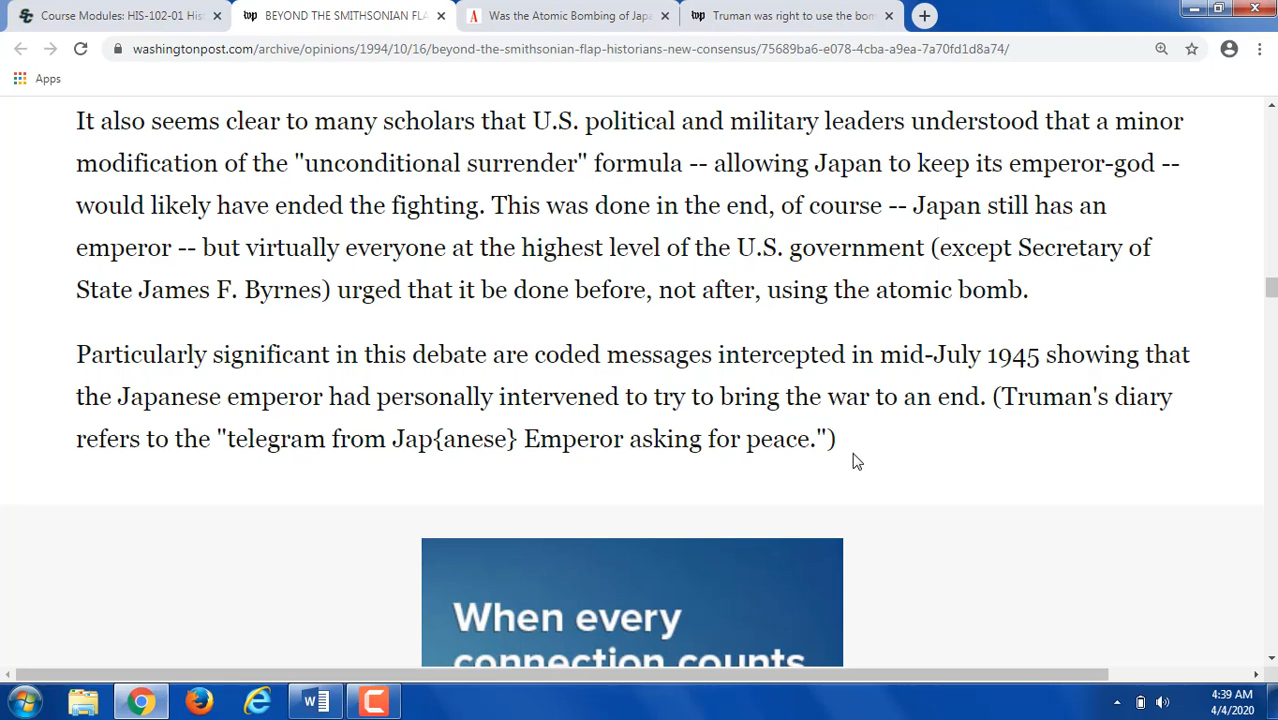 Course Modules: HIS-102-01 His
BEYOND THE SMITHSONIAN FLA
Was the Atomic Bombing of Japa
Truman was right to use the bom
washingtonpost.com/archive/opinions/1994/10/16/beyond-the-smithsonian-flap-historians-new-consensus/75689ba6-e078-4cba-a9ea-7a70fd1d8a74/
Apps
It also seems clear to many scholars that U.S. political and military leaders understood that a minor
modification of the "unconditional surrender" formula -- allowing Japan to keep its emperor-god --
would likely have ended the fighting. This was done in the end, of course -- Japan still has an
emperor -- but virtually everyone at the highest level of the U.S. government (except Secretary of
State James F. Byrnes) urged that it be done before, not after, using the atomic bomb.
Particularly significant in this debate are coded messages intercepted in mid-July 1945 showing that
the Japanese emperor had personally intervened to try to bring the war to an end. (Truman's diary
refers to the "telegram from Jap{anese} Emperor asking for peace.")
When every
connection counts
4:39 AM
4/4/2020